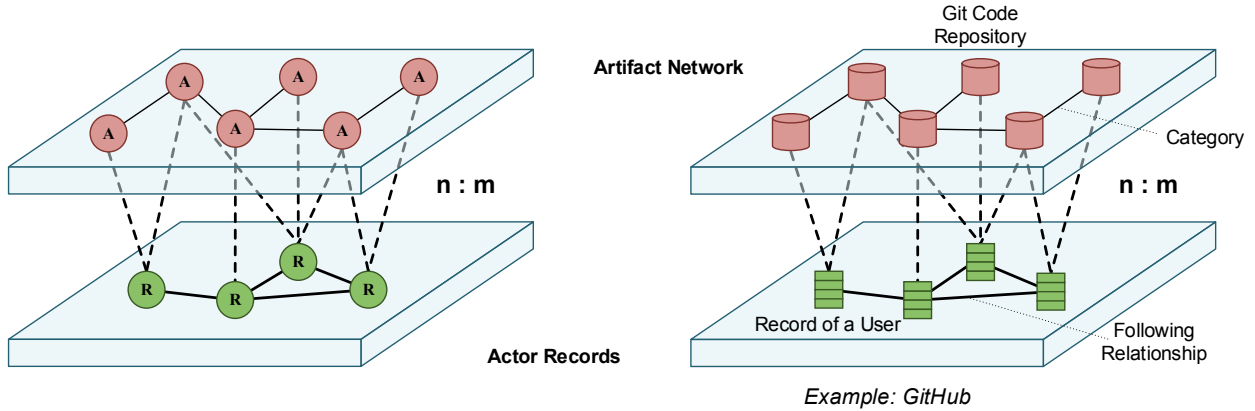 A
A
A
A
A
A
n : m
R
R
R
R
Artifact Network
Actor Records
Git Code
Repository
Category
n : m
Record of a User
Following
Relationship
Example: GitHub